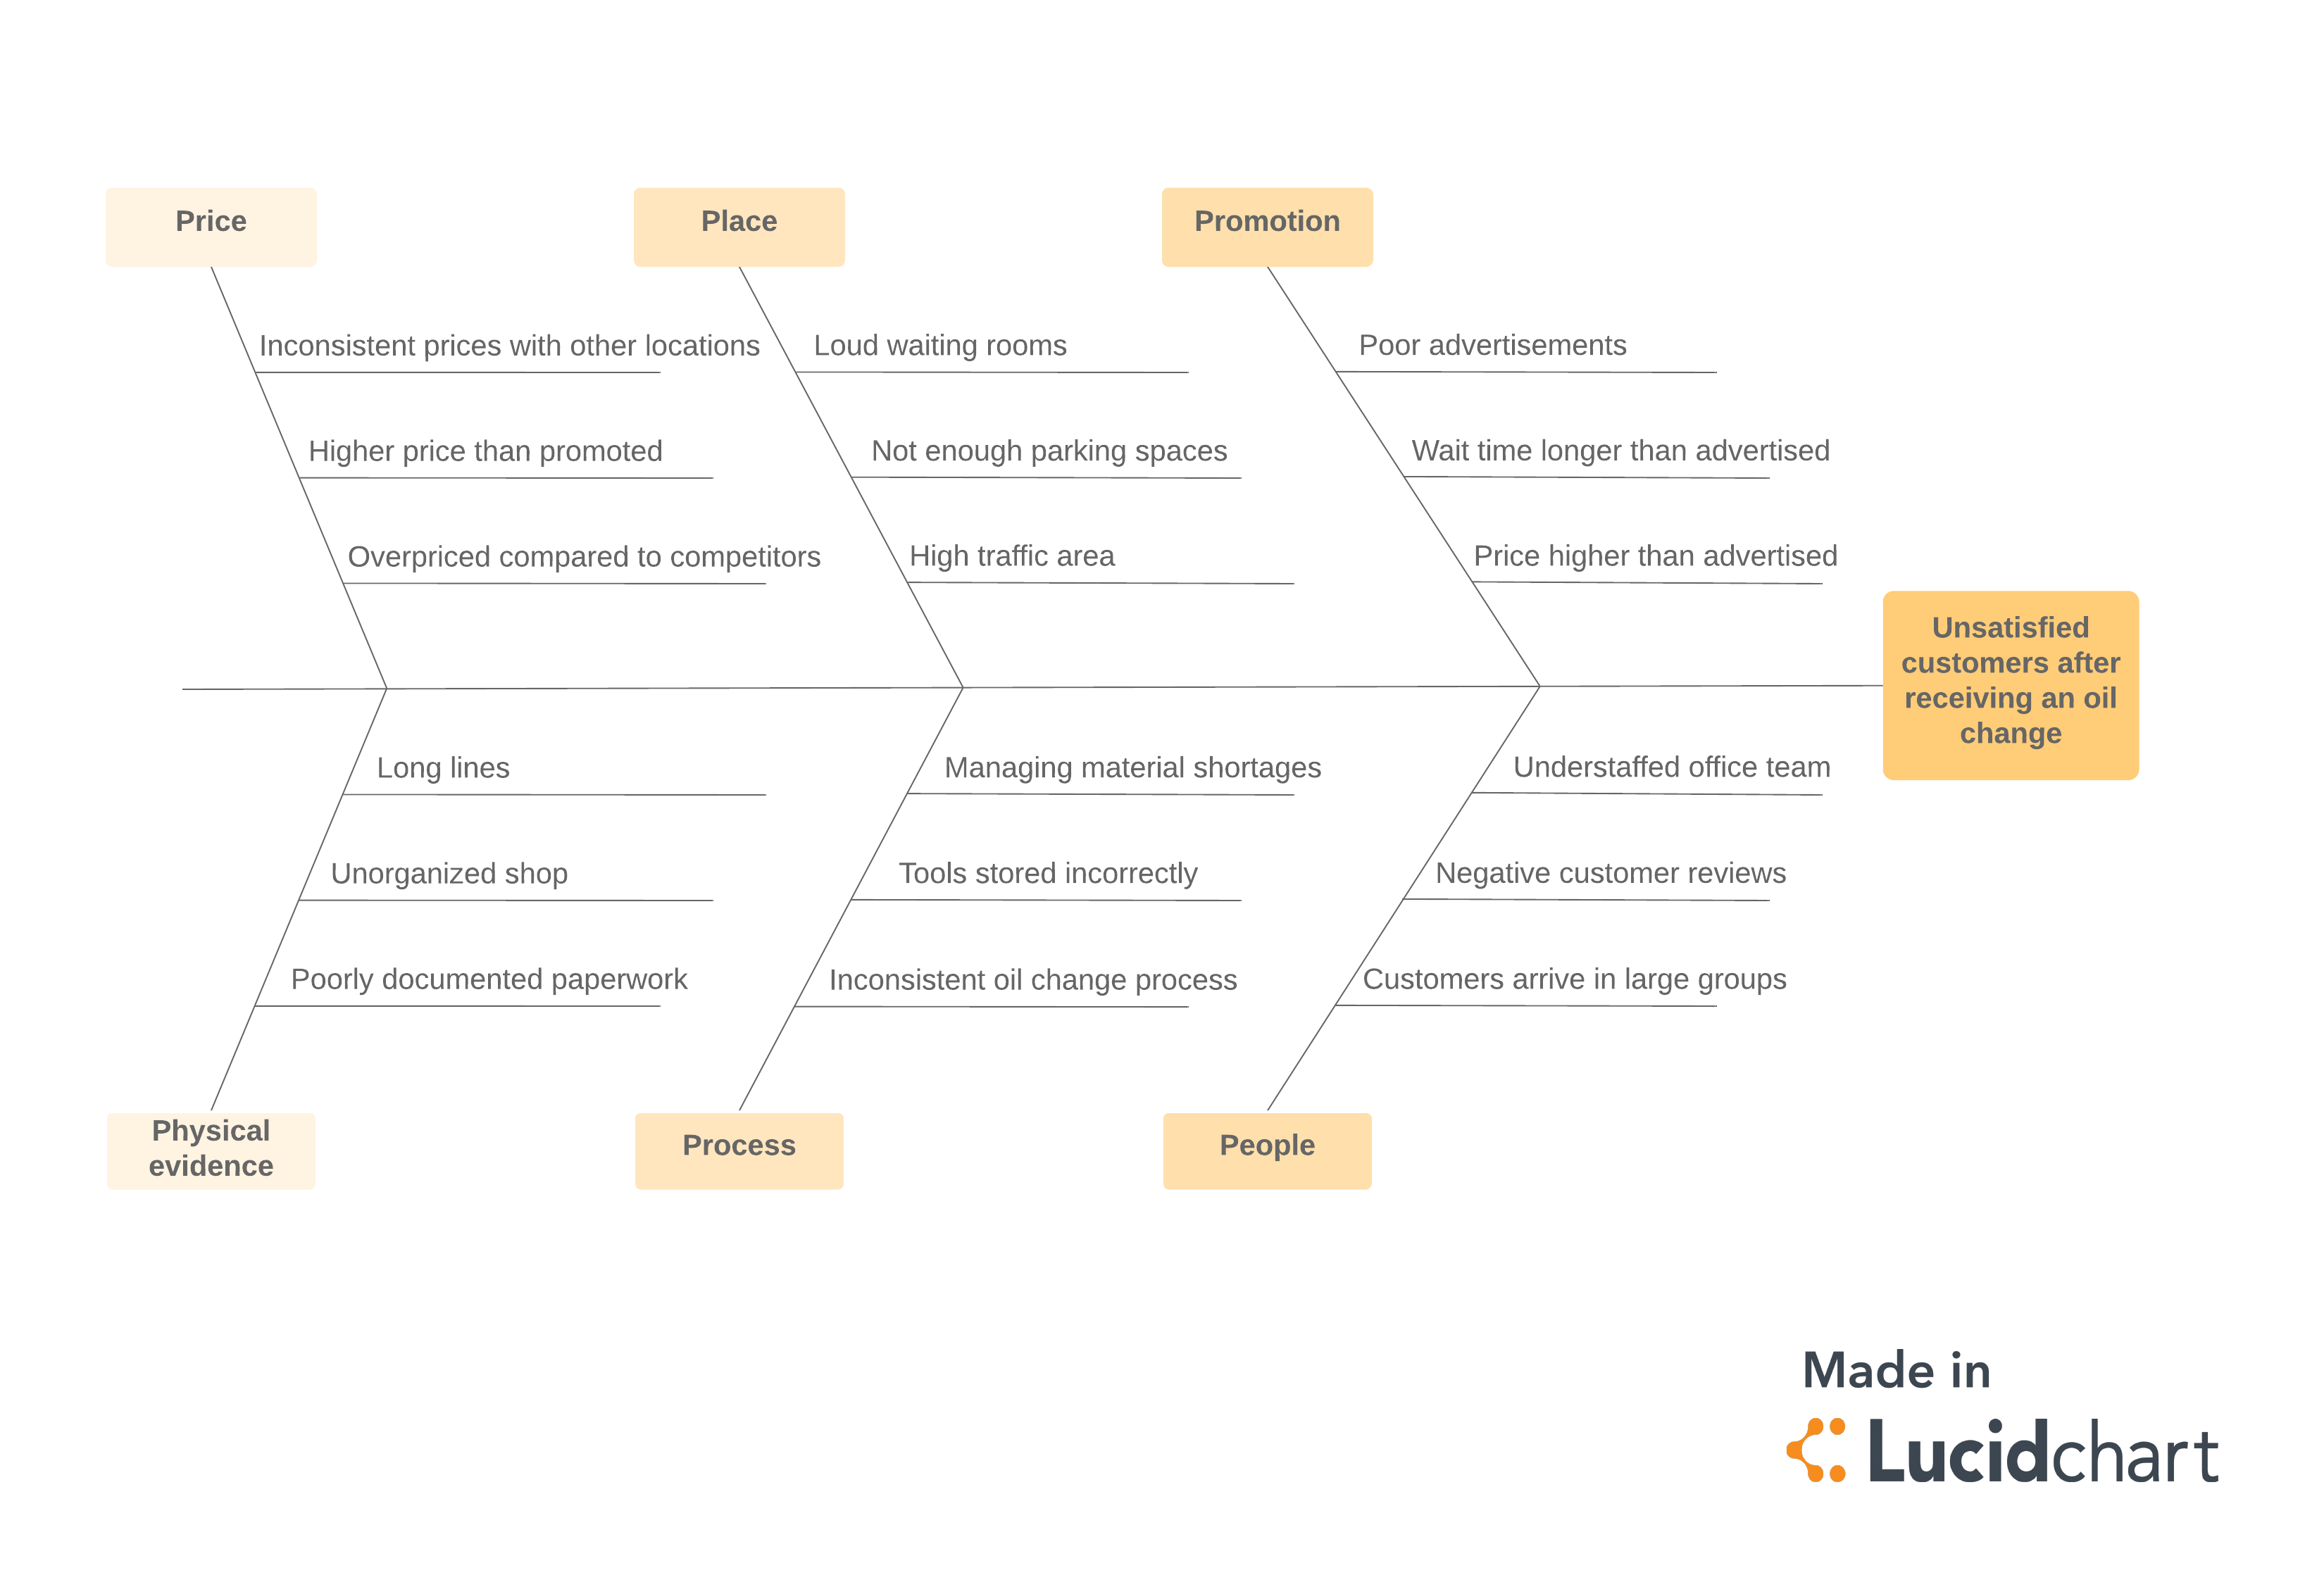 Price
Place
Promotion
Inconsistent prices with other locations
Loud waiting rooms
Poor advertisements
Higher price than promoted
Not enough parking spaces
Wait time longer than advertised
Overpriced compared to competitors
High traffic area
Price higher than advertised
Unsatisfied
customers after
receiving an oil
change
Long lines
Managing material shortages
Understaffed office team
Unorganized shop
Tools stored incorrectly
Negative customer reviews
Poorly documented paperwork
Inconsistent oil change process
Customers arrive in large groups
Physical
evidence
Process
People
Made in
Lucidchart